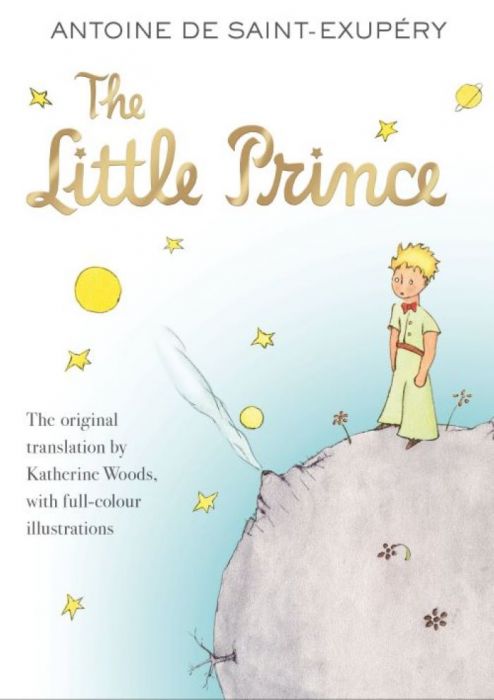 ANTOINE DE SAINT-EXUPÉRY
The
Little Prince
The original
translation by
Katherine Woods,
with full-colour
illustrations